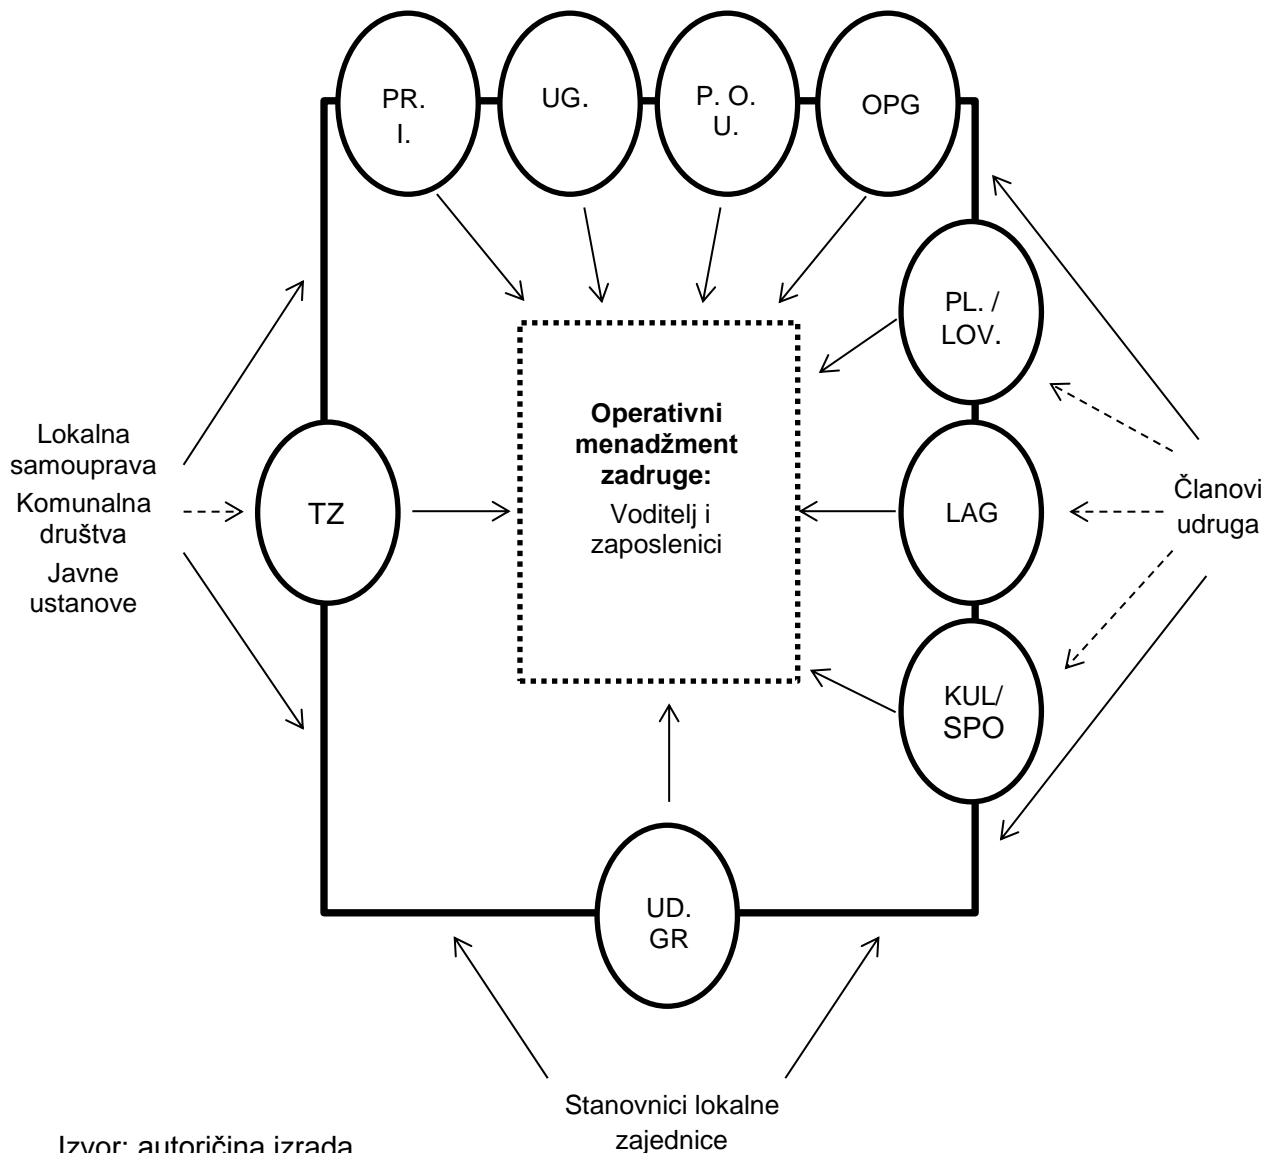 PR.
I.
UG.
P. O.
U.
OPG
PL. /
LOV.
Operativni
menadžment
zadruge:
Voditelj i
zaposlenici
Lokalna
samouprava
Komunalna
društva
Javne
ustanove
TZ
LAG
Članovi
udruga
KUL/
SPO
UD.
GR
Stanovnici lokalne
zajednice
Izvor: autoričina izrada